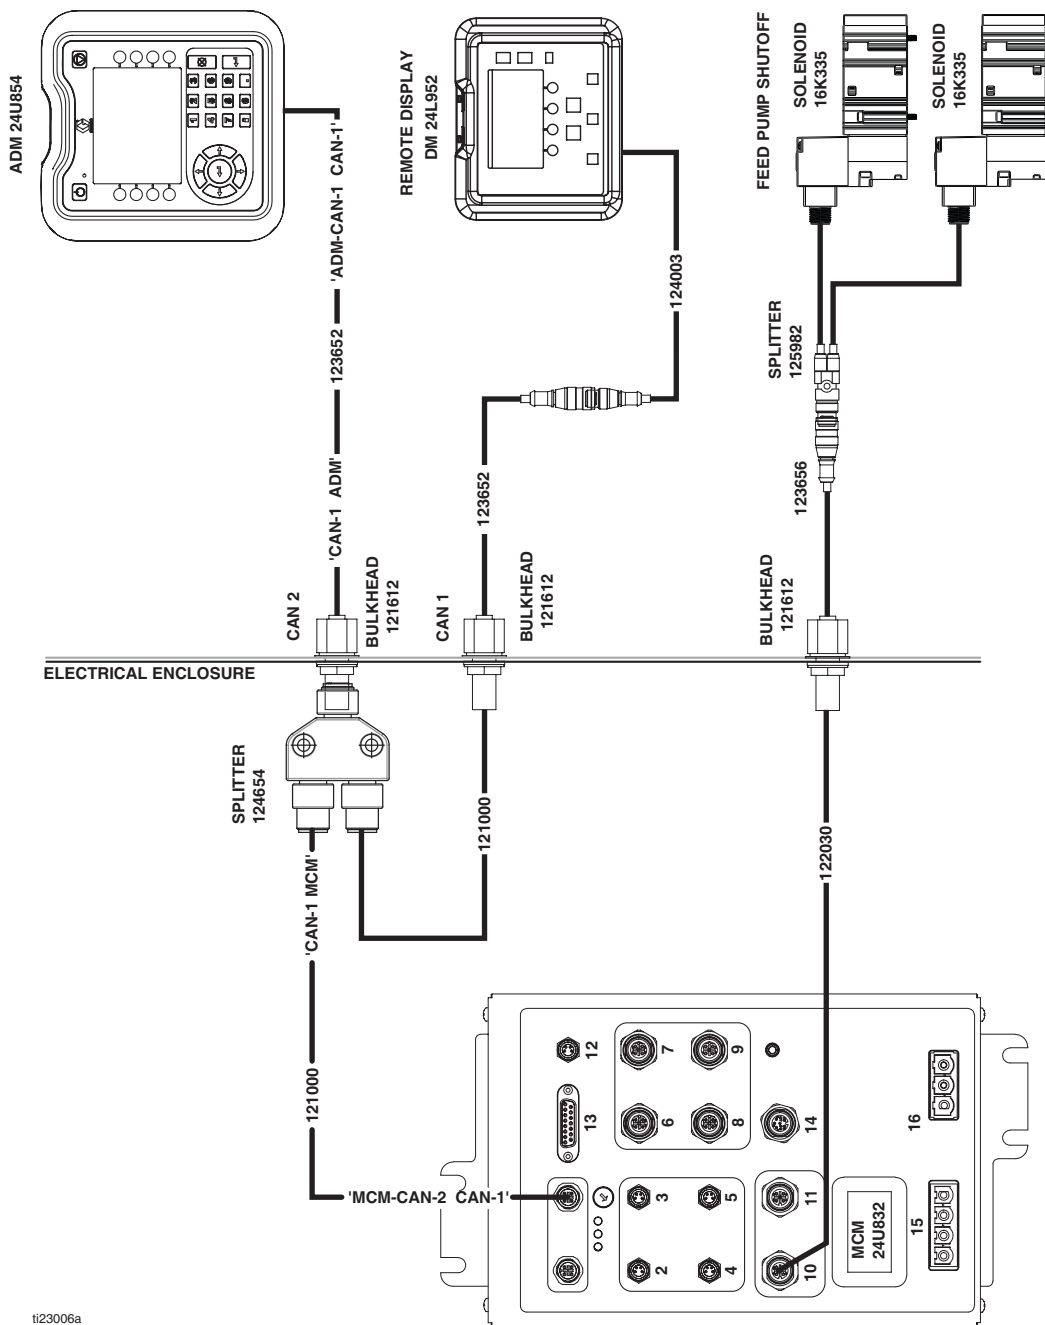 ADM 24U854
REMOTE DISPLAY
DM 24L952
FEED PUMP SHUTOFF
SOLENOID
16K335
SOLENOID
16K335
'ADM-CAN-1 CAN-1'
123652
'CAN-1 ADM'
124003
SPLITTER
125982
123652
123656
CAN 2
BULKHEAD
121612
CAN 1
BULKHEAD
121612
BULKHEAD
121612
ELECTRICAL ENCLOSURE
SPLITTER
124654
'CAN-1 MCM'
121000
122030
121000
'MCM-CAN-2 CAN-1'
12
13
7
9
6
8
14
3
5
2
4
11
10
16
15
MCM
24U832
ti23006a